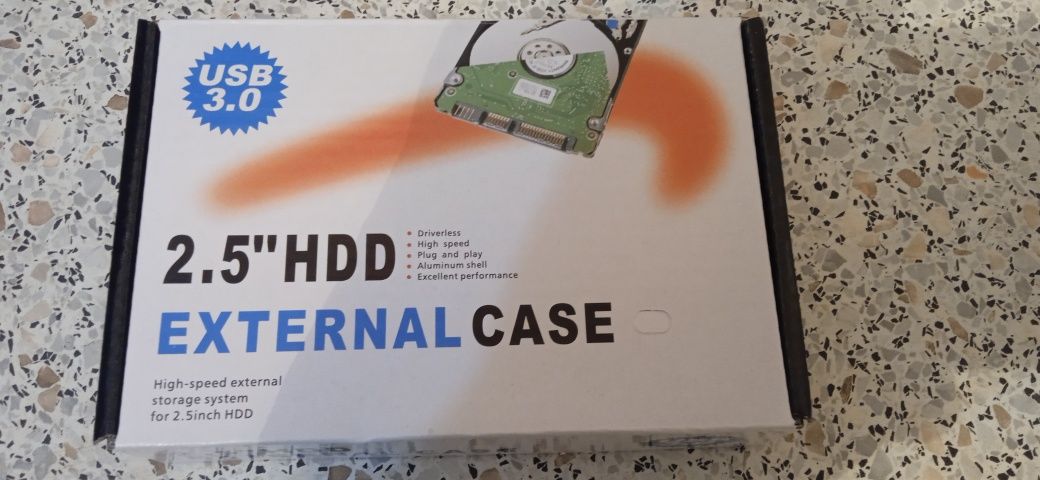 USB
3.0
2.5"HDD
• Driverless
• High speed
• Plug and play
• Aluminum shell
• Excellent performance
EXTERNAL CASE
High-speed external
storage system
for 2.5inch HDD